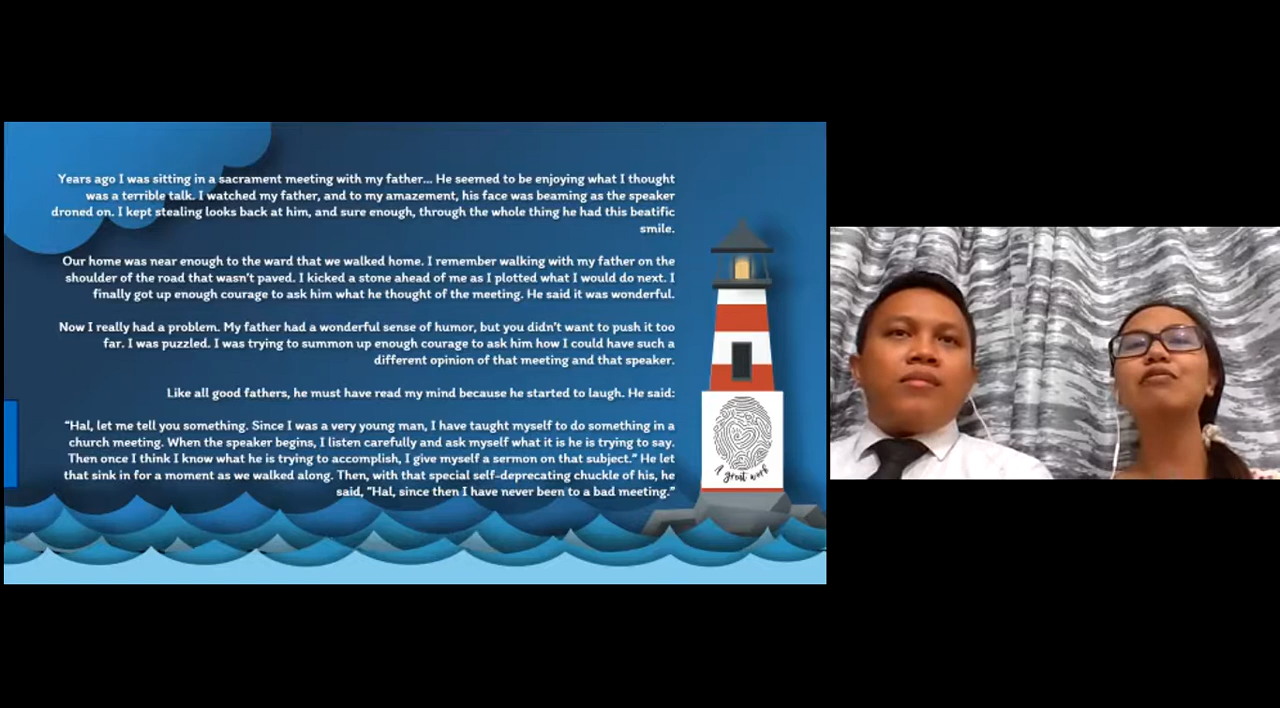 Years ago I was sitting in a sacrament meeting with my father... He seemed to be enjoying what I thought
was a terrible talk. I watched my father, and to my amazement, his face was beaming as the speaker
droned on. I kept stealing looks back at him, and sure enough, through the whole thing he had this beatific
smile.
Our home was near enough to the ward that we walked home. I remember walking with my father on the
shoulder of the road that wasn't paved. I kicked a stone ahead of me as I plotted what I would do next. I
finally got up enough courage to ask him what he thought of the meeting. He said it was wonderful.
Now I really had a problem. My father had a wonderful sense of humor, but you didn't want to push it too
far. I was puzzled. I was trying to summon up enough courage to ask him how I could have such a
different opinion of that meeting and that speaker.
Like all good fathers, he must have read my mind because he started to laugh. He said:
"Hal, let me tell you something. Since I was a very young man, I have taught myself to do something in a
church meeting. When the speaker begins, I listen carefully and ask myself what it is he is trying to say.
Then once I think I know what he is trying to accomplish, I give myself a sermon on that subject." He let
that sink in for a moment as we walked along. Then, with that special self-deprecating chuckle of his, he
said, "Hal, since then I have never been to a bad meeting."
A great work